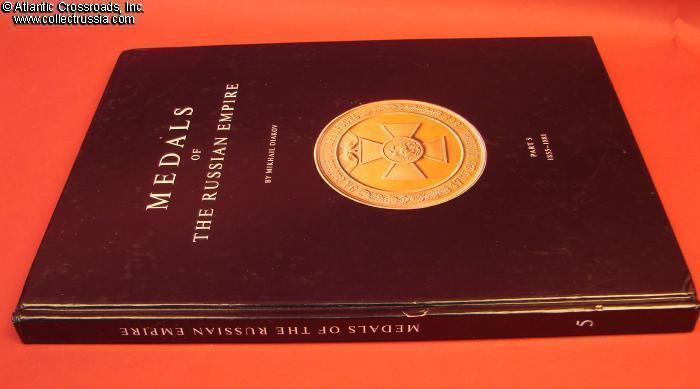 © Atlantic Crossroads, Inc.
www.collectrussia.com
MEDALS
OF
THE RUSSIAN EMPIRE
BY MIKHAIL DIAKOV
PART 5
1855–1881
MEDALS OF THE RUSSIAN EMPIRE
5